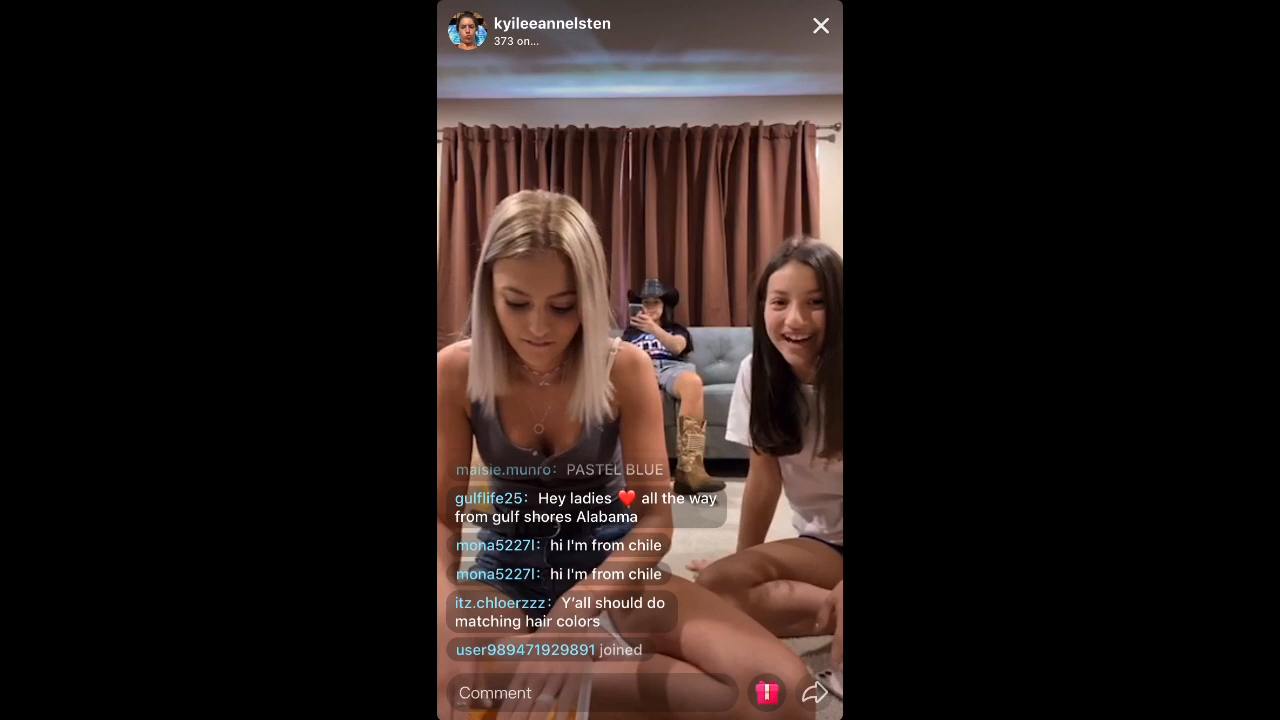 kyileeannelsten
373 on...
maisie.munro: PASTEL BLUE
gulflife25: Hey ladies ❤️ all the way
from gulf shores Alabama
mona5227l: hi I'm from chile
mona5227l: hi I'm from chile
itz.chloerzzz: Y'all should do
matching hair colors
user989471929891 joined
Comment